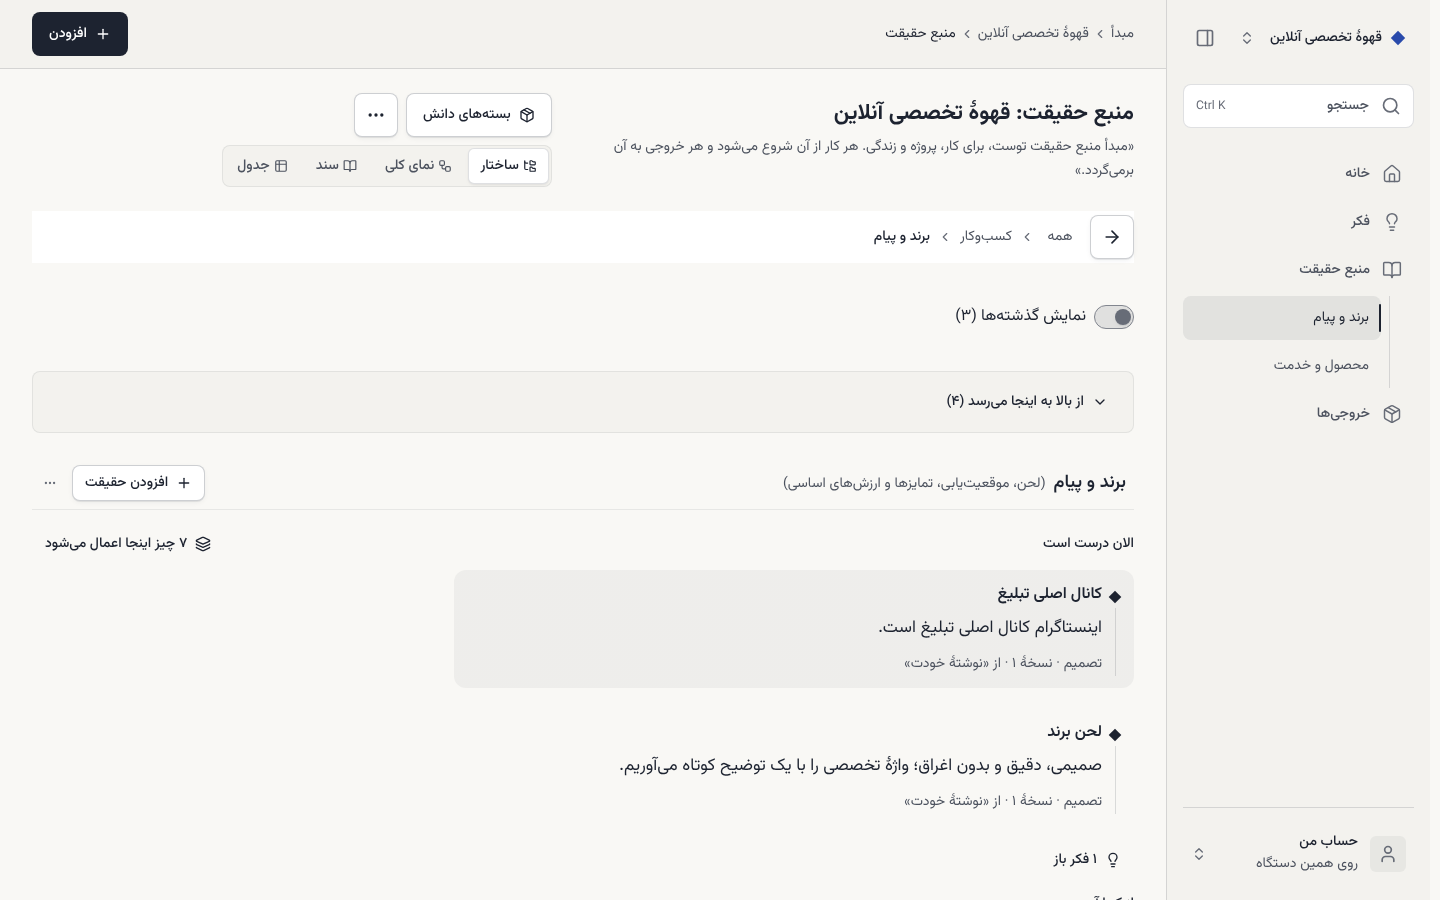 قهوهٔ تخصصی آنلاین
جستجو
Ctrl K
خانه
فکر
منبع حقیقت
برند و پیام
محصول و خدمت
خروجی‌ها
حساب من
روی همین دستگاه
مبدأ
قهوهٔ تخصصی آنلاین
منبع حقیقت
افزودن
منبع حقیقت: قهوهٔ تخصصی آنلاین
«مبدأ منبع حقیقت توست، برای کار، پروژه و زندگی. هر کار از آن شروع می‌شود و هر خروجی به آن
برمی‌گردد.»
بسته‌های دانش
ساختار
نمای کلی
سند
جدول
همه
کسب‌وکار
برند و پیام
نمایش گذشته‌ها (۳)
از بالا به اینجا می‌رسد (۴)
برند و پیام (لحن، موقعیت‌یابی، تمایزها و ارزش‌های اساسی)
افزودن حقیقت
الان درست است
۷ چیز اینجا اعمال می‌شود
کانال اصلی تبلیغ
اینستاگرام کانال اصلی تبلیغ است.
تصمیم · نسخهٔ ۱ · از «نوشتهٔ خودت»
لحن برند
صمیمی، دقیق و بدون اغراق؛ واژهٔ تخصصی را با یک توضیح کوتاه می‌آوریم.
تصمیم · نسخهٔ ۱ · از «نوشتهٔ خودت»
۱ فکر باز